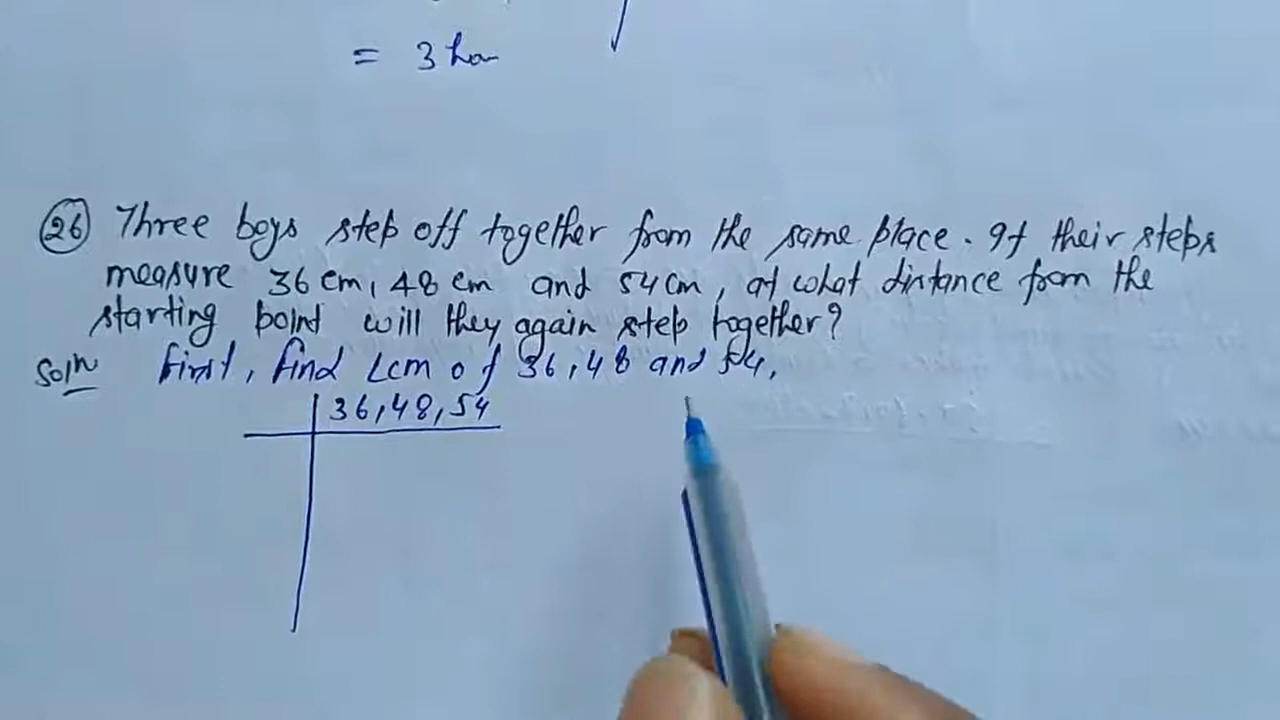 = 3 hom
26 Three boys step off together from the same place. If their steps
measure 36 cm, 48 cm and 54 cm, at what distance from the
starting point will they again step together?
Soln First, find Lcm of 36, 48 and 54,
36, 48, 54